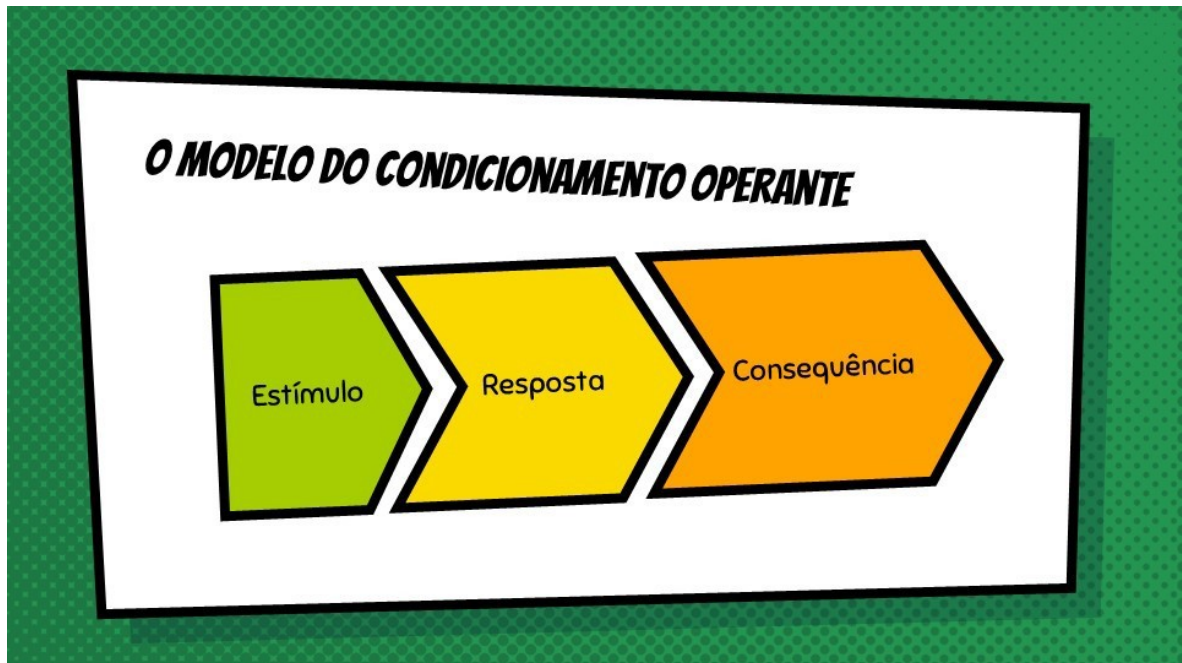 O MODELO DO CONDICIONAMENTO OPERANTE
Estímulo
Resposta
Consequência